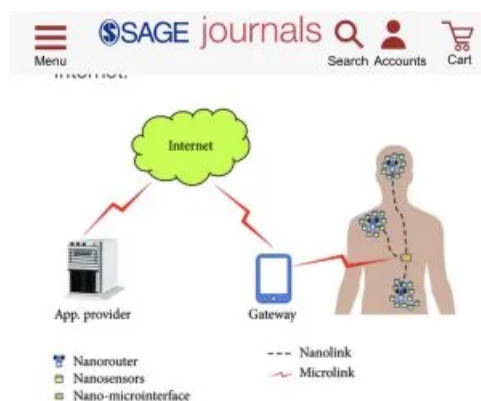 SAGE journals
Menu
Search Accounts
Cart
Internet
App. provider
Gateway
Nanorouter
Nanosensors
Nano-microinterface
Nanolink
Microlink